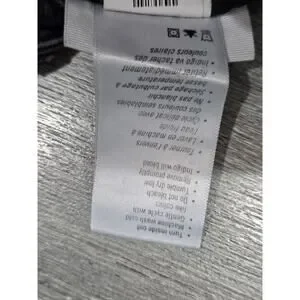 • Turn inside out
• Machine wash cold
• Gentle cycle with
like colors
• Do not bleach
• Tumble dry low
• Remove promptly
• Indigo will bleed
• Tourner à l'envers
• Laver en machine à
l'eau froide
• Cycle délicat avec
des couleurs semblables
• Ne pas blanchir
• Séchage par culbutage à
basse température
• Retirer immédiatement
• Indigo va tacher des
couleurs claires